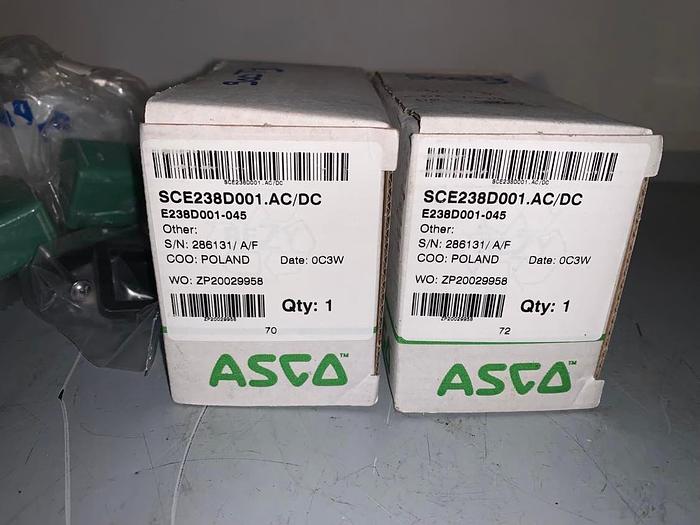 SCE238D001.AC/DC
SCE238D001.AC/DC
E238D001-045
Other:
S/N: 286131/ A/F
COO: POLAND Date: 0C3W
WO: ZP20029958
Qty: 1
ZP20029958
70
ASCO™
SCE238D001.AC/DC
SCE238D001.AC/DC
E238D001-045
Other:
S/N: 286131/ A/F
COO: POLAND Date: 0C3W
WO: ZP20029958
Qty: 1
ZP20029958
72
ASCO™